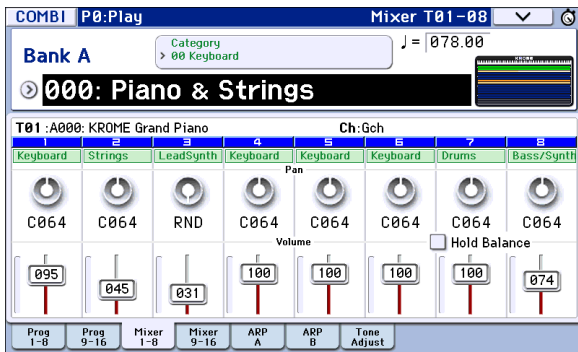 COMBI P0:Play Mixer T01-08
Bank A
Category
00 Keyboard
♩= 078.00
KROME
000: Piano & Strings
T01 :A000: KROME Grand Piano Ch:Gch
1 2 3 4 5 6 7 8
Keyboard Strings LeadSynth Keyboard Keyboard Keyboard Drums Bass/Synth
Pan
C064 C064 RND C064 C064 C064 C064 C064
Volume
Hold Balance
095 045 031 100 100 100 100 074
Prog 1-8 Prog 9-16 Mixer 1-8 Mixer 9-16 ARP A ARP B Tone Adjust